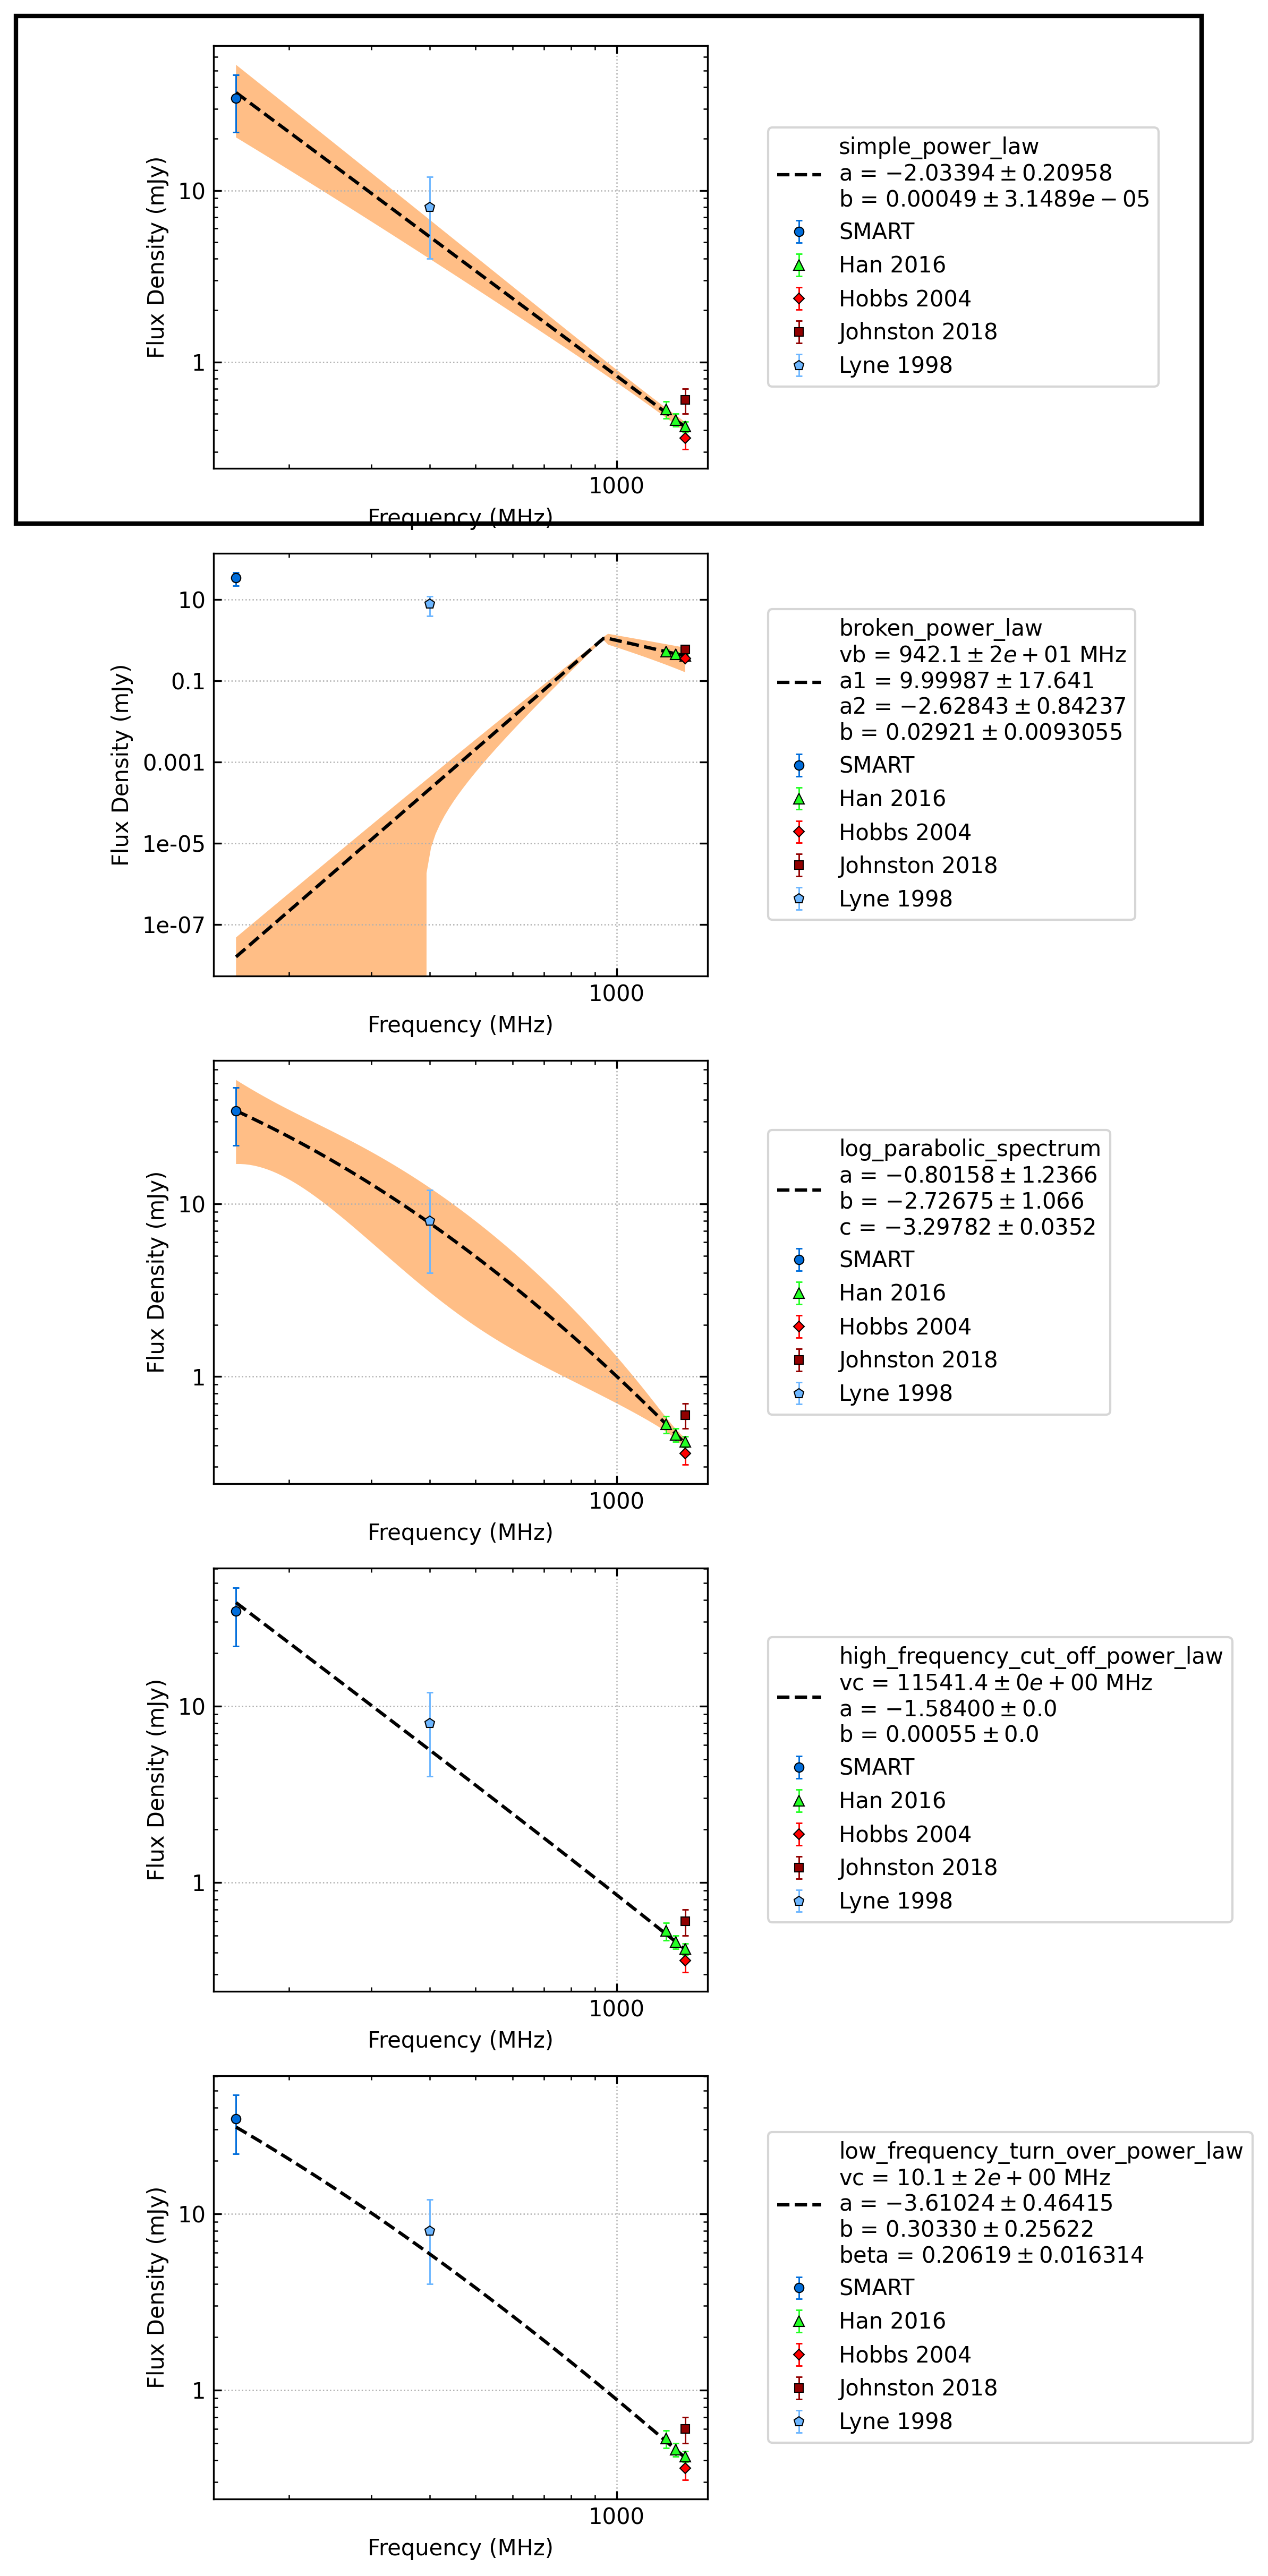 10
1
Flux Density (mJy)
1000
Frequency (MHz)
simple_power_law
a = −2.03394 ± 0.20958
b = 0.00049 ± 3.1489e − 05
SMART
Han 2016
Hobbs 2004
Johnston 2018
Lyne 1998
10
0.1
0.001
1e-05
1e-07
Flux Density (mJy)
1000
Frequency (MHz)
broken_power_law
vb = 942.1 ± 2e + 01 MHz
a1 = 9.99987 ± 17.641
a2 = −2.62843 ± 0.84237
b = 0.02921 ± 0.0093055
SMART
Han 2016
Hobbs 2004
Johnston 2018
Lyne 1998
10
1
Flux Density (mJy)
1000
Frequency (MHz)
log_parabolic_spectrum
a = −0.80158 ± 1.2366
b = −2.72675 ± 1.066
c = −3.29782 ± 0.0352
SMART
Han 2016
Hobbs 2004
Johnston 2018
Lyne 1998
10
1
Flux Density (mJy)
1000
Frequency (MHz)
high_frequency_cut_off_power_law
vc = 11541.4 ± 0e + 00 MHz
a = −1.58400 ± 0.0
b = 0.00055 ± 0.0
SMART
Han 2016
Hobbs 2004
Johnston 2018
Lyne 1998
10
1
Flux Density (mJy)
1000
Frequency (MHz)
low_frequency_turn_over_power_law
vc = 10.1 ± 2e + 00 MHz
a = −3.61024 ± 0.46415
b = 0.30330 ± 0.25622
beta = 0.20619 ± 0.016314
SMART
Han 2016
Hobbs 2004
Johnston 2018
Lyne 1998